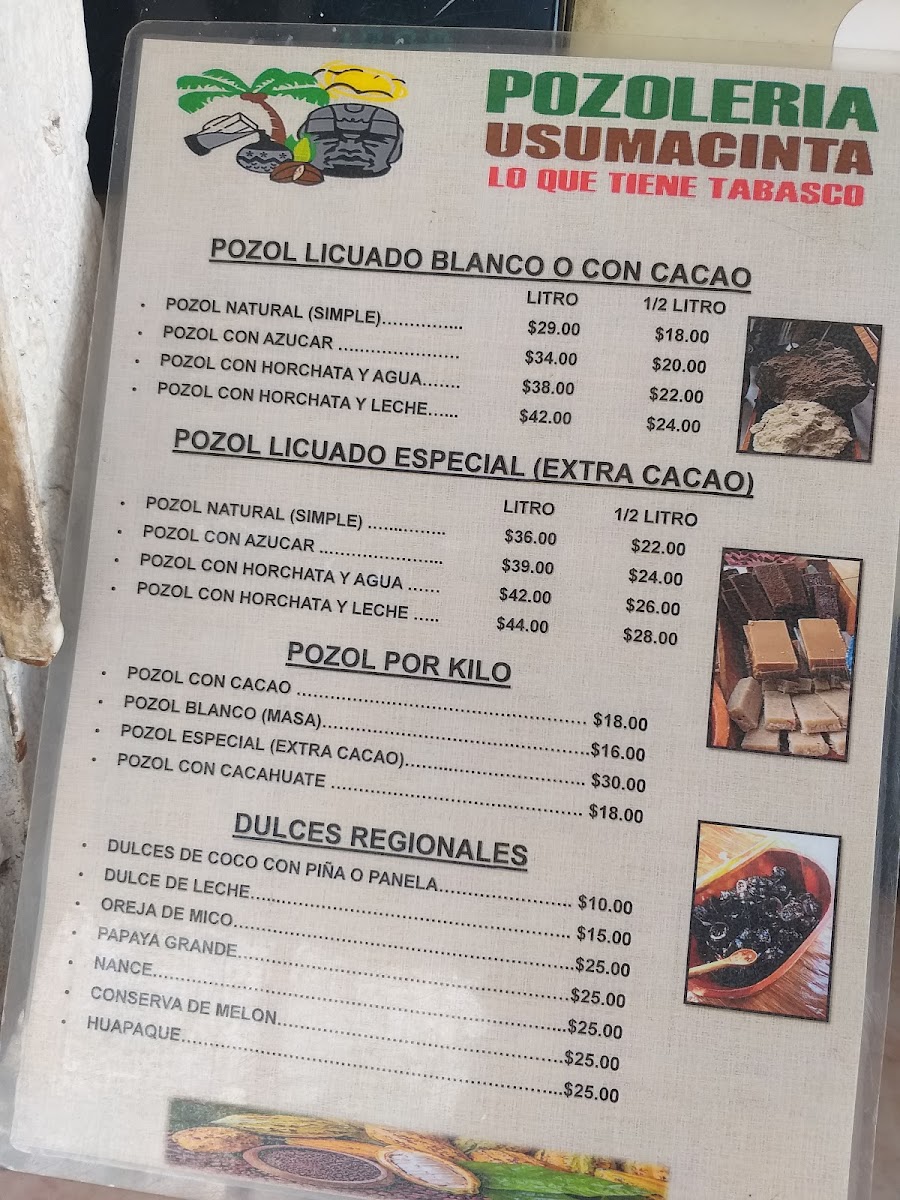 POZOLERIA
USUMACINTA
LO QUE TIENE TABASCO
POZOL LICUADO BLANCO O CON CACAO
LITRO 1/2 LITRO
• POZOL NATURAL (SIMPLE)............... $29.00 $18.00
• POZOL CON AZUCAR ...................... $34.00 $20.00
• POZOL CON HORCHATA Y AGUA....... $38.00 $22.00
• POZOL CON HORCHATA Y LECHE...... $42.00 $24.00
POZOL LICUADO ESPECIAL (EXTRA CACAO)
LITRO 1/2 LITRO
• POZOL NATURAL (SIMPLE) .............. $36.00 $22.00
• POZOL CON AZUCAR ...................... $39.00 $24.00
• POZOL CON HORCHATA Y AGUA ...... $42.00 $26.00
• POZOL CON HORCHATA Y LECHE ..... $44.00 $28.00
POZOL POR KILO
• POZOL CON CACAO .................................................... $18.00
• POZOL BLANCO (MASA)................................................$16.00
• POZOL ESPECIAL (EXTRA CACAO)................................ $30.00
• POZOL CON CACAHUATE ............................................. $18.00
DULCES REGIONALES
• DULCES DE COCO CON PIÑA O PANELA........................ $10.00
• DULCE DE LECHE......................................................... $15.00
• OREJA DE MICO.............................................................$25.00
• PAPAYA GRANDE...........................................................$25.00
• NANCE..........................................................................$25.00
• CONSERVA DE MELON...................................................$25.00
• HUAPAQUE....................................................................$25.00